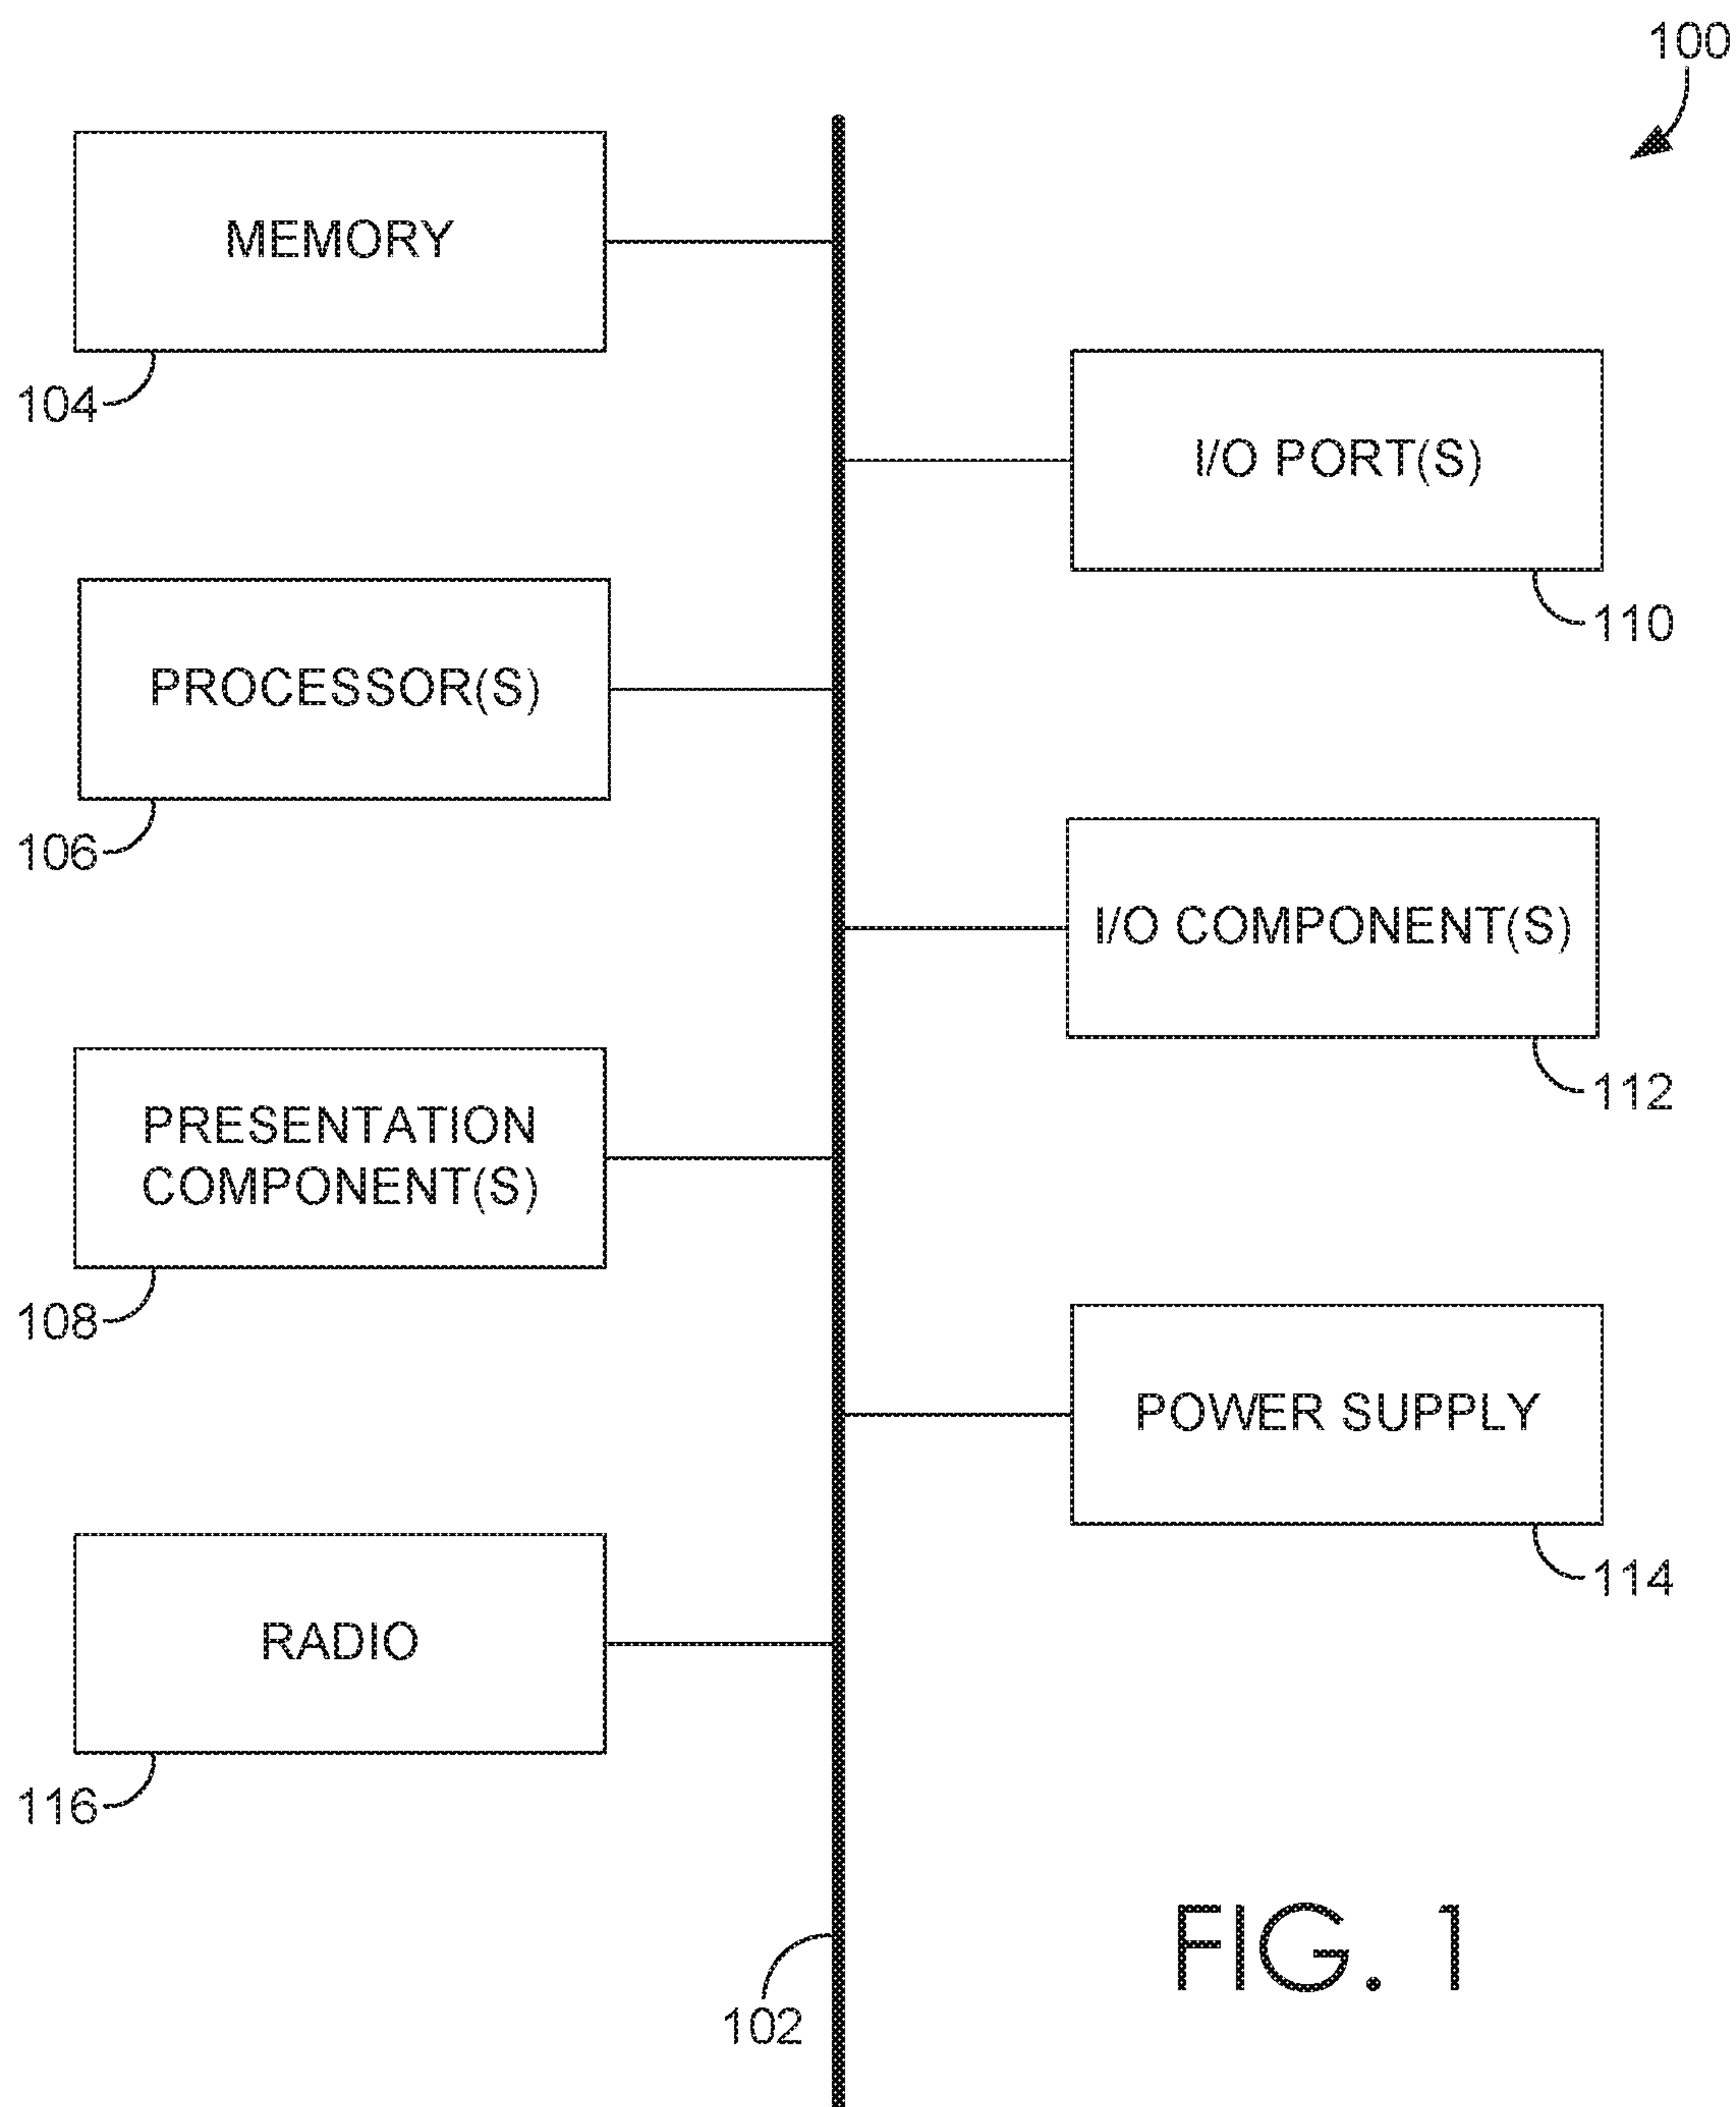 100
MEMORY
104
I/O PORT(S)
110
PROCESSOR(S)
106
I/O COMPONENT(S)
112
PRESENTATION
COMPONENT(S)
108
POWER SUPPLY
114
RADIO
116
102
FIG. 1